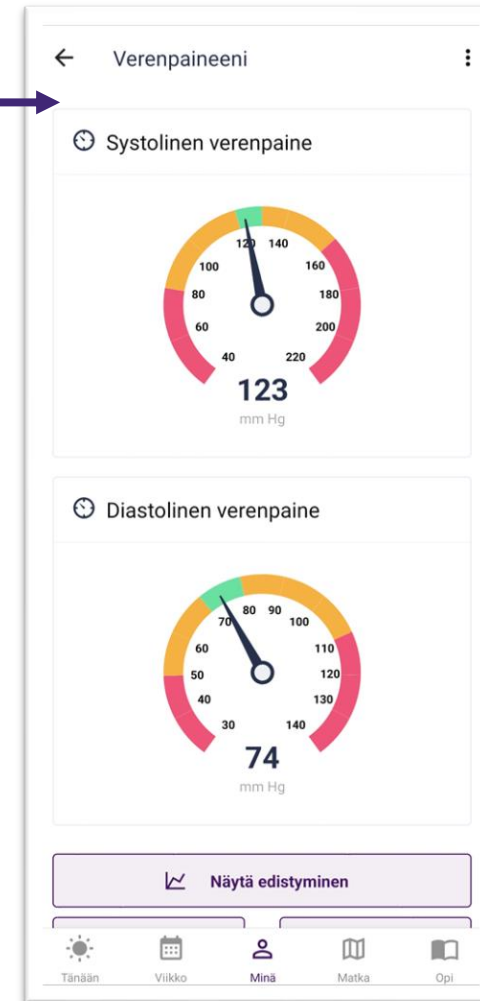 Verenpaineeni
Systolinen verenpaine
120 140
100 160
80 180
60 200
40 220
123
mm Hg
Diastolinen verenpaine
80 90
70 100
60 110
50 120
40 130
30 140
74
mm Hg
Näytä edistyminen
Tänään Viikko Minä Matka Opi